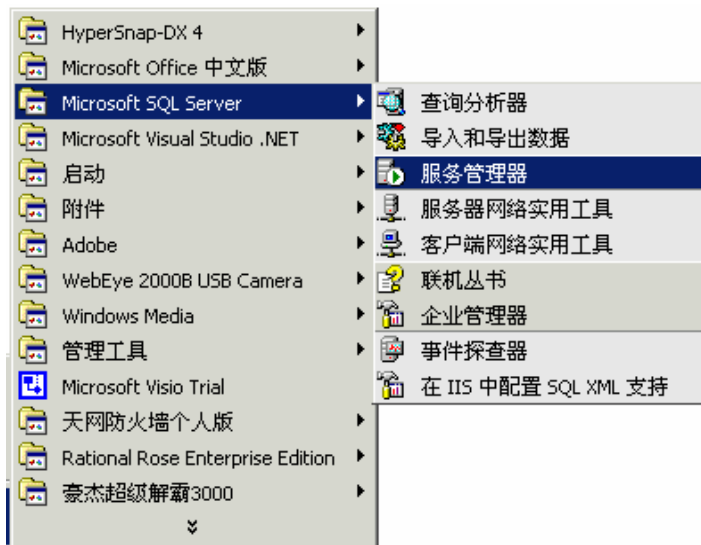 HyperSnap-DX 4
Microsoft Office 中文版
Microsoft SQL Server
Microsoft Visual Studio .NET
启动
附件
Adobe
WebEye 2000B USB Camera
Windows Media
管理工具
Microsoft Visio Trial
天网防火墙个人版
Rational Rose Enterprise Edition
豪杰超级解霸3000
查询分析器
导入和导出数据
服务管理器
服务器网络实用工具
客户端网络实用工具
联机丛书
企业管理器
事件探查器
在 IIS 中配置 SQL XML 支持